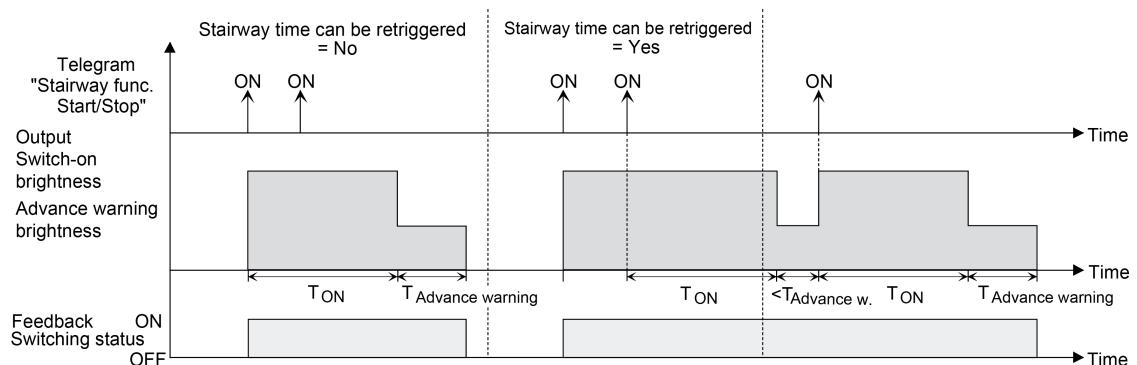 Stairway time can be retriggered
= No
Stairway time can be retriggered
= Yes
Telegram
"Stairway func.
Start/Stop"
ON
ON
ON
ON
ON
Time
Output
Switch-on
brightness
Advance warning
brightness
Time
T ON
T Advance warning
T ON
<TAdvance w.
T ON
T Advance warning
Feedback ON
Switching status
OFF
Time